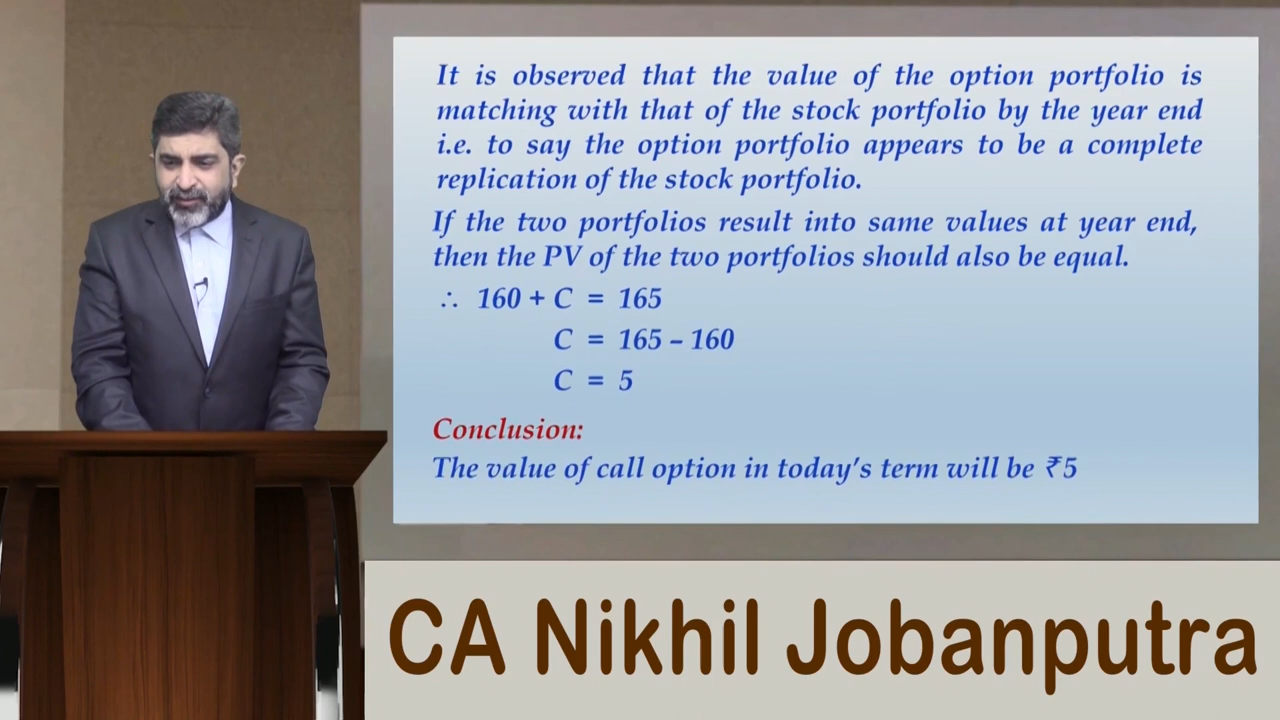 It is observed that the value of the option portfolio is
matching with that of the stock portfolio by the year end
i.e. to say the option portfolio appears to be a complete
replication of the stock portfolio.
If the two portfolios result into same values at year end,
then the PV of the two portfolios should also be equal.
∴ 160 + C = 165
C = 165 – 160
C = 5
Conclusion:
The value of call option in today's term will be ₹5
CA Nikhil Jobanputra